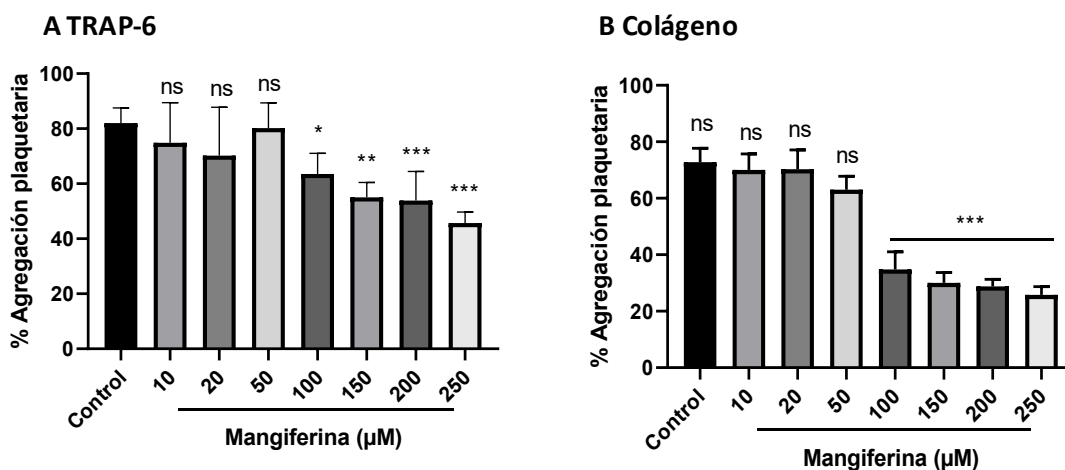 A TRAP-6
% Agregación plaquetaria
100
80
60
40
20
0
ns
ns
ns
*
**
***
***
Control
10
20
50
100
150
200
250
Mangiferina (µM)
B Colágeno
% Agregación plaquetaria
100
80
60
40
20
0
ns
ns
ns
ns
***
Control
10
20
50
100
150
200
250
Mangiferina (µM)